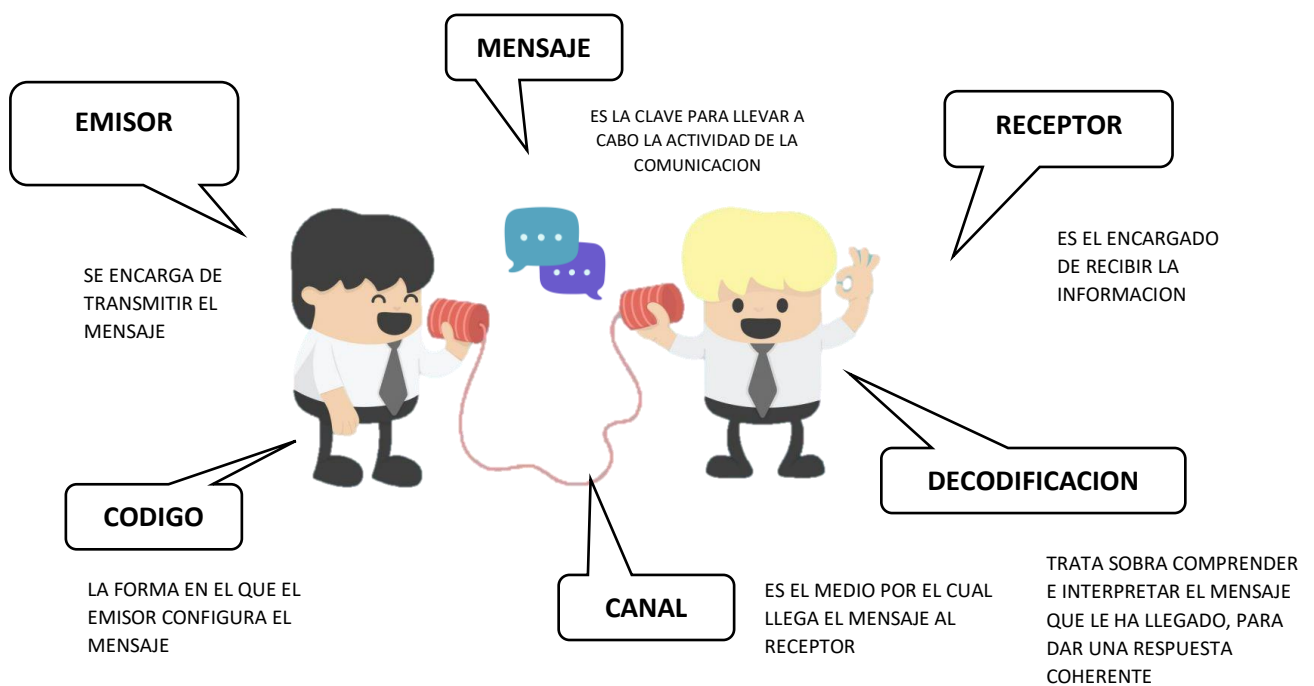 MENSAJE
ES LA CLAVE PARA LLEVAR A
CABO LA ACTIVIDAD DE LA
COMUNICACION
EMISOR
SE ENCARGA DE
TRANSMITIR EL
MENSAJE
RECEPTOR
ES EL ENCARGADO
DE RECIBIR LA
INFORMACION
CODIGO
LA FORMA EN EL QUE EL
EMISOR CONFIGURA EL
MENSAJE
CANAL
ES EL MEDIO POR EL CUAL
LLEGA EL MENSAJE AL
RECEPTOR
DECODIFICACION
TRATA SOBRA COMPRENDER
E INTERPRETAR EL MENSAJE
QUE LE HA LLEGADO, PARA
DAR UNA RESPUESTA
COHERENTE